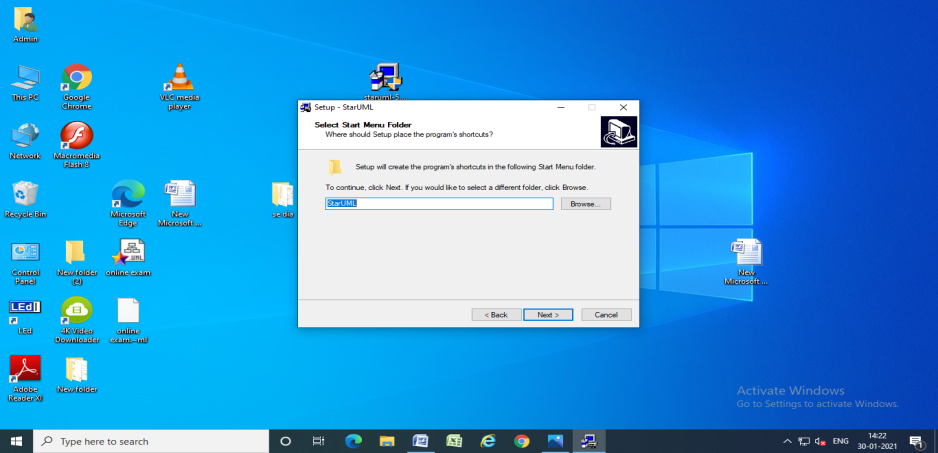 Admin
This PC
Google
Chrome
VLC media
player
staruml-5...
Network
Macromedia
Flash 8
Recycle Bin
Microsoft
Edge
New
Microsoft ...
se dia
Control
Panel
New folder
(2)
online exam
.UML
LEd
LEd
4K Video
Downloader
online
exam.~ml
Adobe
Reader XI
New folder
Setup - StarUML
Select Start Menu Folder
Where should Setup place the program's shortcuts?
Setup will create the program's shortcuts in the following Start Menu folder.
To continue, click Next. If you would like to select a different folder, click Browse.
StarUML
Browse...
< Back
Next >
Cancel
New
Microsoft ...
Activate Windows
Go to Settings to activate Windows.
Type here to search
ENG
14:22
30-01-2021
1